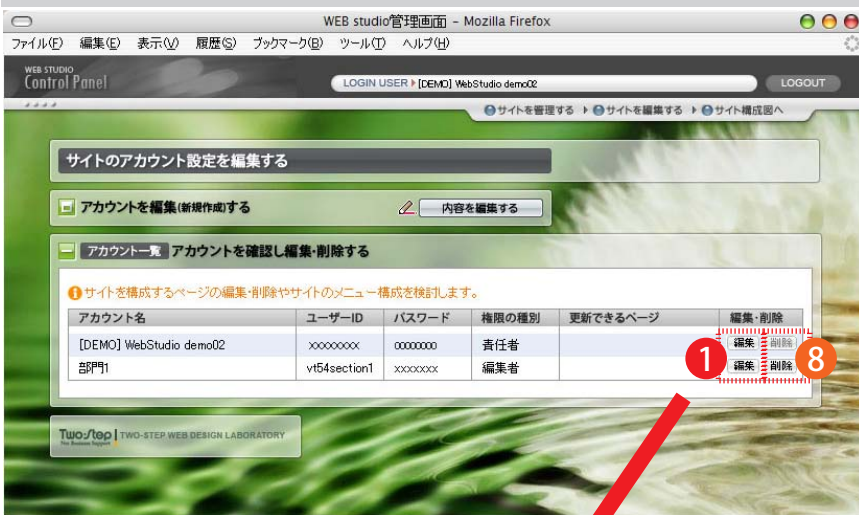 WEB studio管理画面 - Mozilla Firefox
ファイル(F) 編集(E) 表示(V) 履歴(S) ブックマーク(B) ツール(T) ヘルプ(H)
WEB STUDIO
Control Panel
LOGIN USER [DEMO] WebStudio demo02
LOGOUT
サイトを管理する サイトを編集する サイト構成図へ
サイトのアカウント設定を編集する
アカウントを編集(新規作成)する 内容を編集する
アカウント一覧 アカウントを確認し編集・削除する
サイトを構成するページの編集・削除やサイトのメニュー構成を検討します。
アカウント名 ユーザーID パスワード 権限の種別 更新できるページ 編集・削除
[DEMO] WebStudio demo02 xxxxxxxx 00000000 責任者 編集 削除
部門1 vt54section1 xxxxxxx 編集者 編集 削除
1 8
Two-Step TWO-STEP WEB DESIGN LABORATORY